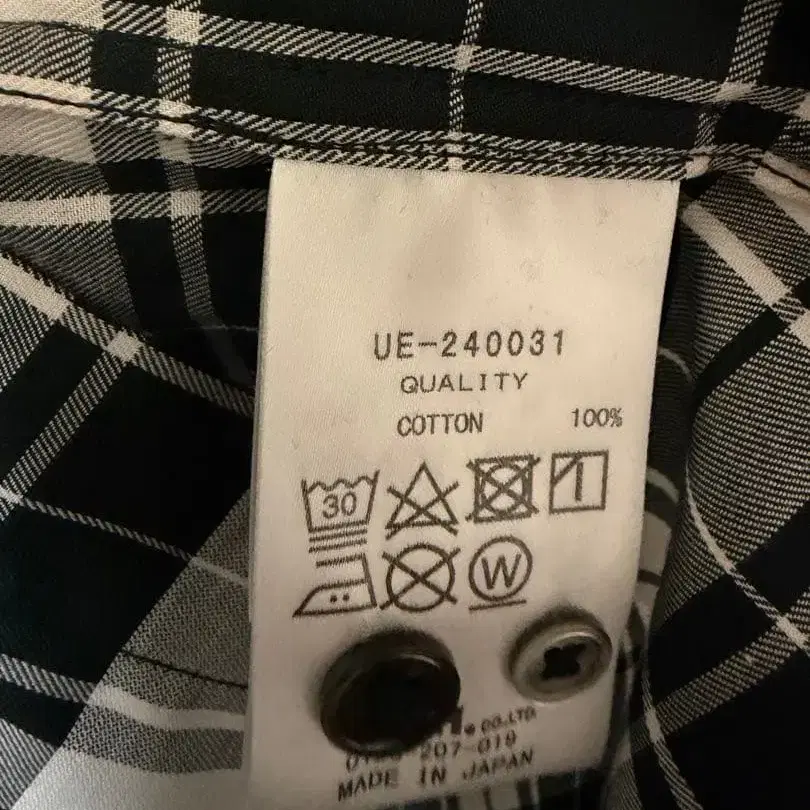 UE-240031
QUALITY
COTTON 100%
30
W
CO.,LTD.
207-019
MADE IN JAPAN